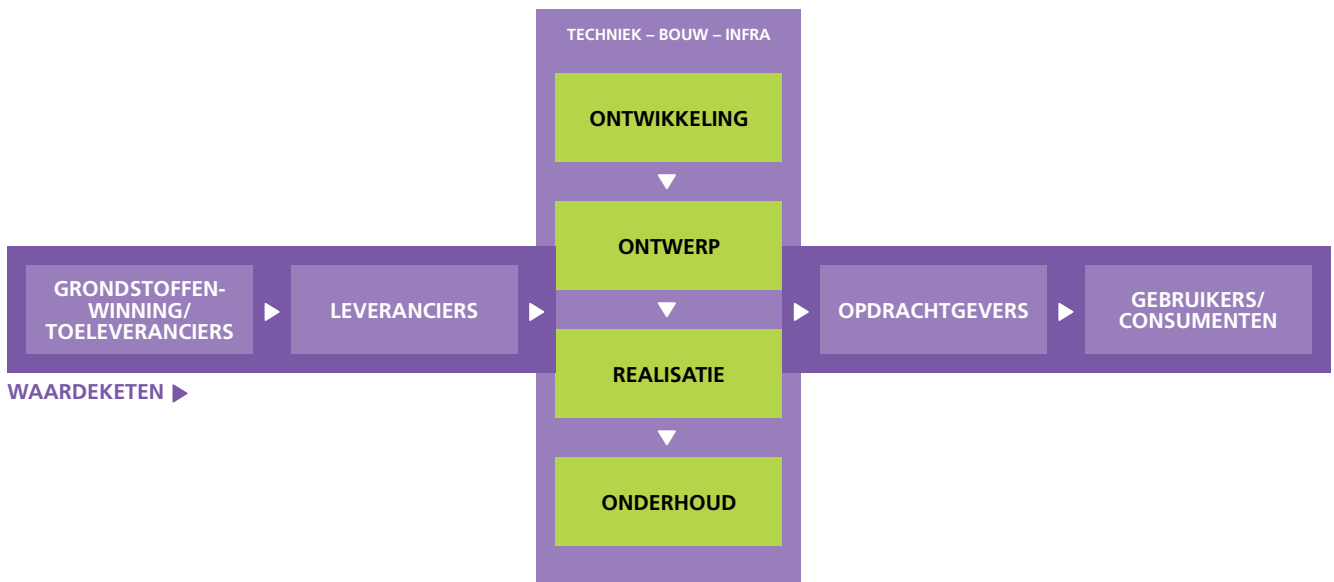 TECHNIEK – BOUW – INFRA
ONTWIKKELING
ONTWERP
REALISATIE
ONDERHOUD
GRONDSTOFFEN-
WINNING/
TOELEVERANCIERS
LEVERANCIERS
OPDRACHTGEVERS
GEBRUIKERS/
CONSUMENTEN
WAARDEKETEN